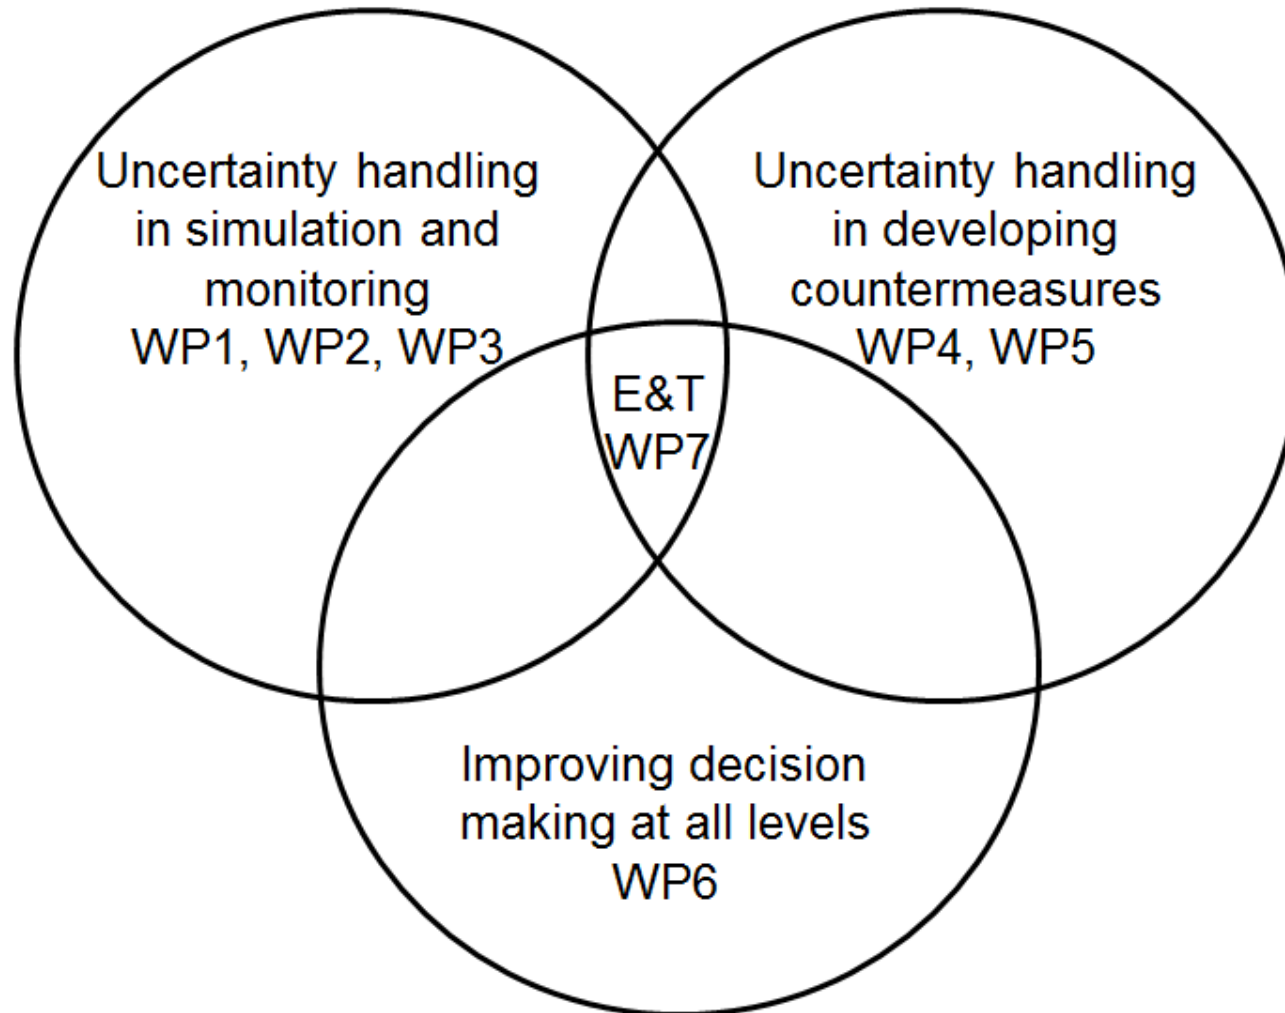 Uncertainty handling
in simulation and
monitoring
WP1, WP2, WP3
Uncertainty handling
in developing
countermeasures
WP4, WP5
E&T
WP7
Improving decision
making at all levels
WP6